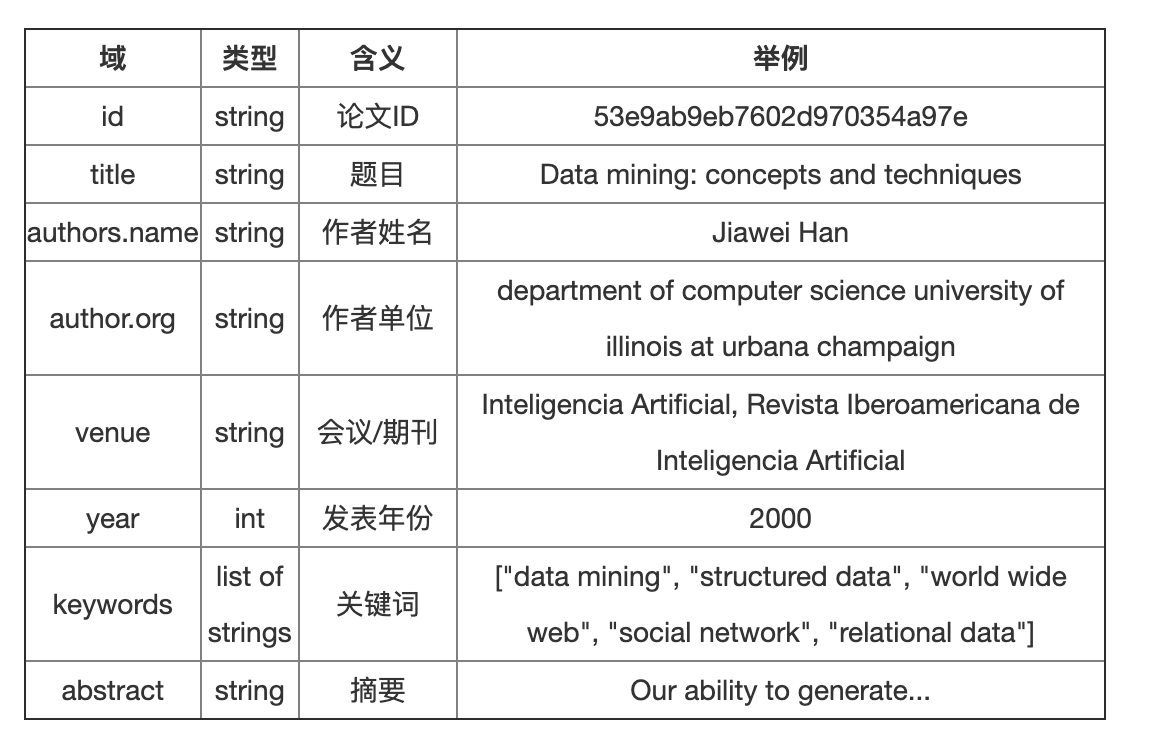 域 类型 含义 举例
id string 论文ID 53e9ab9eb7602d970354a97e
title string 题目 Data mining: concepts and techniques
authors.name string 作者姓名 Jiawei Han
author.org string 作者单位 department of computer science university of
illinois at urbana champaign
venue string 会议/期刊 Inteligencia Artificial, Revista Iberoamericana de
Inteligencia Artificial
year int 发表年份 2000
keywords list of
strings 关键词 ["data mining", "structured data", "world wide
web", "social network", "relational data"]
abstract string 摘要 Our ability to generate...